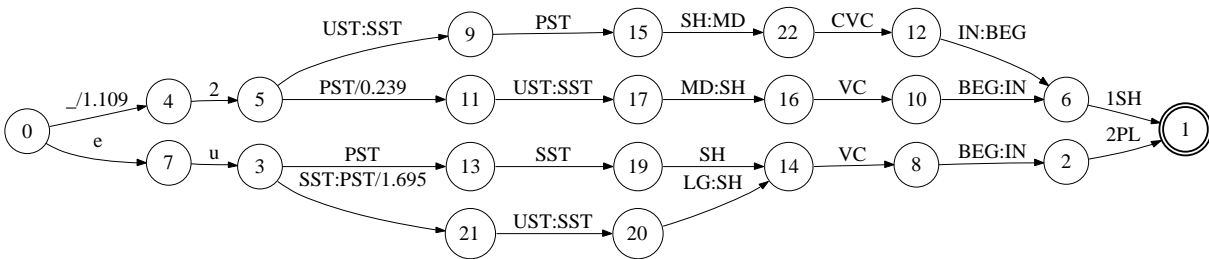 UST:SST 9 PST 15 SH:MD 22 CVC 12 IN:BEG
0 _/1.109 4 2 5 PST/0.239 11 UST:SST 17 MD:SH 16 VC 10 BEG:IN 6 1SH 1
e 7 u 3 PST 13 SST 19 SH 14 VC 8 BEG:IN 2 2PL
SST:PST/1.695 21 UST:SST 20 LG:SH